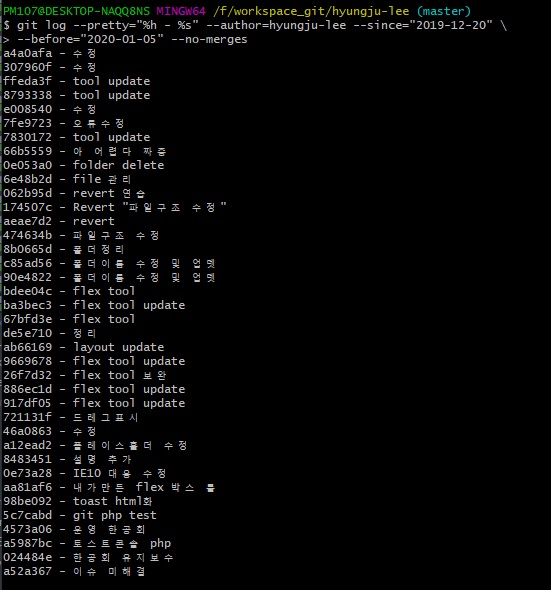 PM107@DESKTOP-NAQQ8NS MINGW64 /f/workspace_git/hyungju-lee (master)
$ git log --pretty="%h - %s" --author=hyungju-lee --since="2019-12-20" \
> --before="2020-01-05" --no-merges
a4a0afa - 수정
307960f - 수정
ffeda3f - tool update
8793338 - tool update
e008540 - 수정
7fe9723 - 오류수정
7830172 - tool update
66b5559 - 아 어렵다 짜증
0e053a0 - folder delete
6e48b2d - file 관리
062b95d - revert 연습
174507c - Revert "파일구조 수정"
aeae7d2 - revert
474634b - 파일구조 수정
8b0665d - 폴더정리
c85ad56 - 폴더이름 수정 및 업뎃
90e4822 - 폴더이름 수정 및 업뎃
bdee04c - flex tool
ba3bec3 - flex tool update
67bfd3e - flex tool
de5e710 - 정리
ab66169 - layout update
9669678 - flex tool update
26f7d32 - flex tool 보완
886ec1d - flex tool update
917df05 - flex tool update
721131f - 드레그표시
46a0863 - 수정
a12ead2 - 플레이스홀더 수정
8483451 - 설명 추가
0e73a28 - IE10 대응 수정
aa81af6 - 내가만든 flex 박스 툴
98be092 - toast html화
5c7cabd - git php test
4573a06 - 운영 한공회
a5987bc - 토스트콘솔 php
024484e - 한공회 유지보수
a52a367 - 이슈 미해결